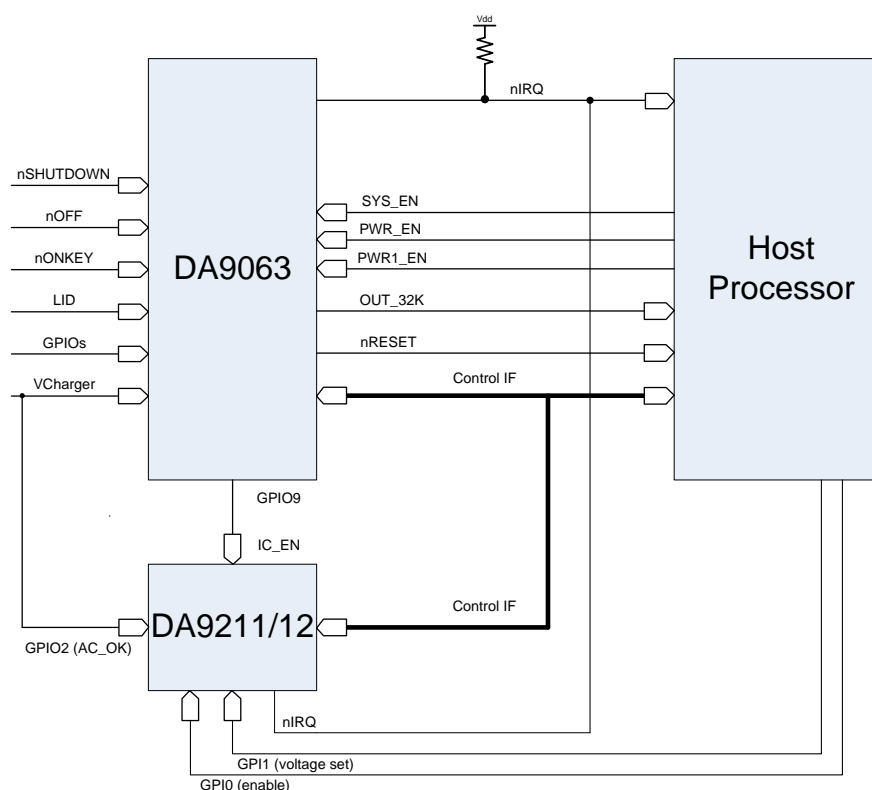 Vdd
nIRQ
nSHUTDOWN
SYS_EN
nOFF
PWR_EN
nONKEY
DA9063
PWR1_EN
Host
Processor
LID
OUT_32K
GPIOs
nRESET
VCharger
Control IF
GPIO9
IC_EN
Control IF
DA9211/12
GPIO2 (AC_OK)
nIRQ
GPI1 (voltage set)
GPI0 (enable)